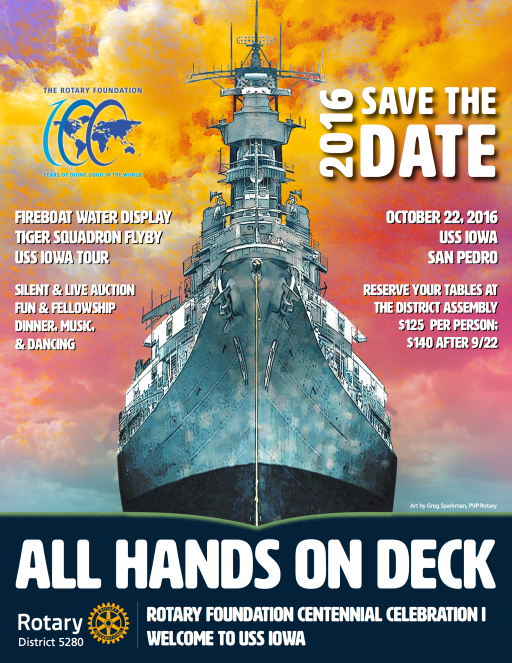 THE ROTARY FOUNDATION
100
YEARS OF DOING GOOD IN THE WORLD
2016
SAVE THE
DATE
FIREBOAT WATER DISPLAY
TIGER SQUADRON FLYBY
USS IOWA TOUR
SILENT & LIVE AUCTION
FUN & FELLOWSHIP
DINNER, MUSIC,
& DANCING
OCTOBER 22, 2016
USS IOWA
SAN PEDRO
RESERVE YOUR TABLES AT
THE DISTRICT ASSEMBLY
$125 PER PERSON;
$140 AFTER 9/22
Art by Greg Sparkman, PVP Rotary
ALL HANDS ON DECK
Rotary
District 5280
ROTARY FOUNDATION CENTENNIAL CELEBRATION I
WELCOME TO USS IOWA